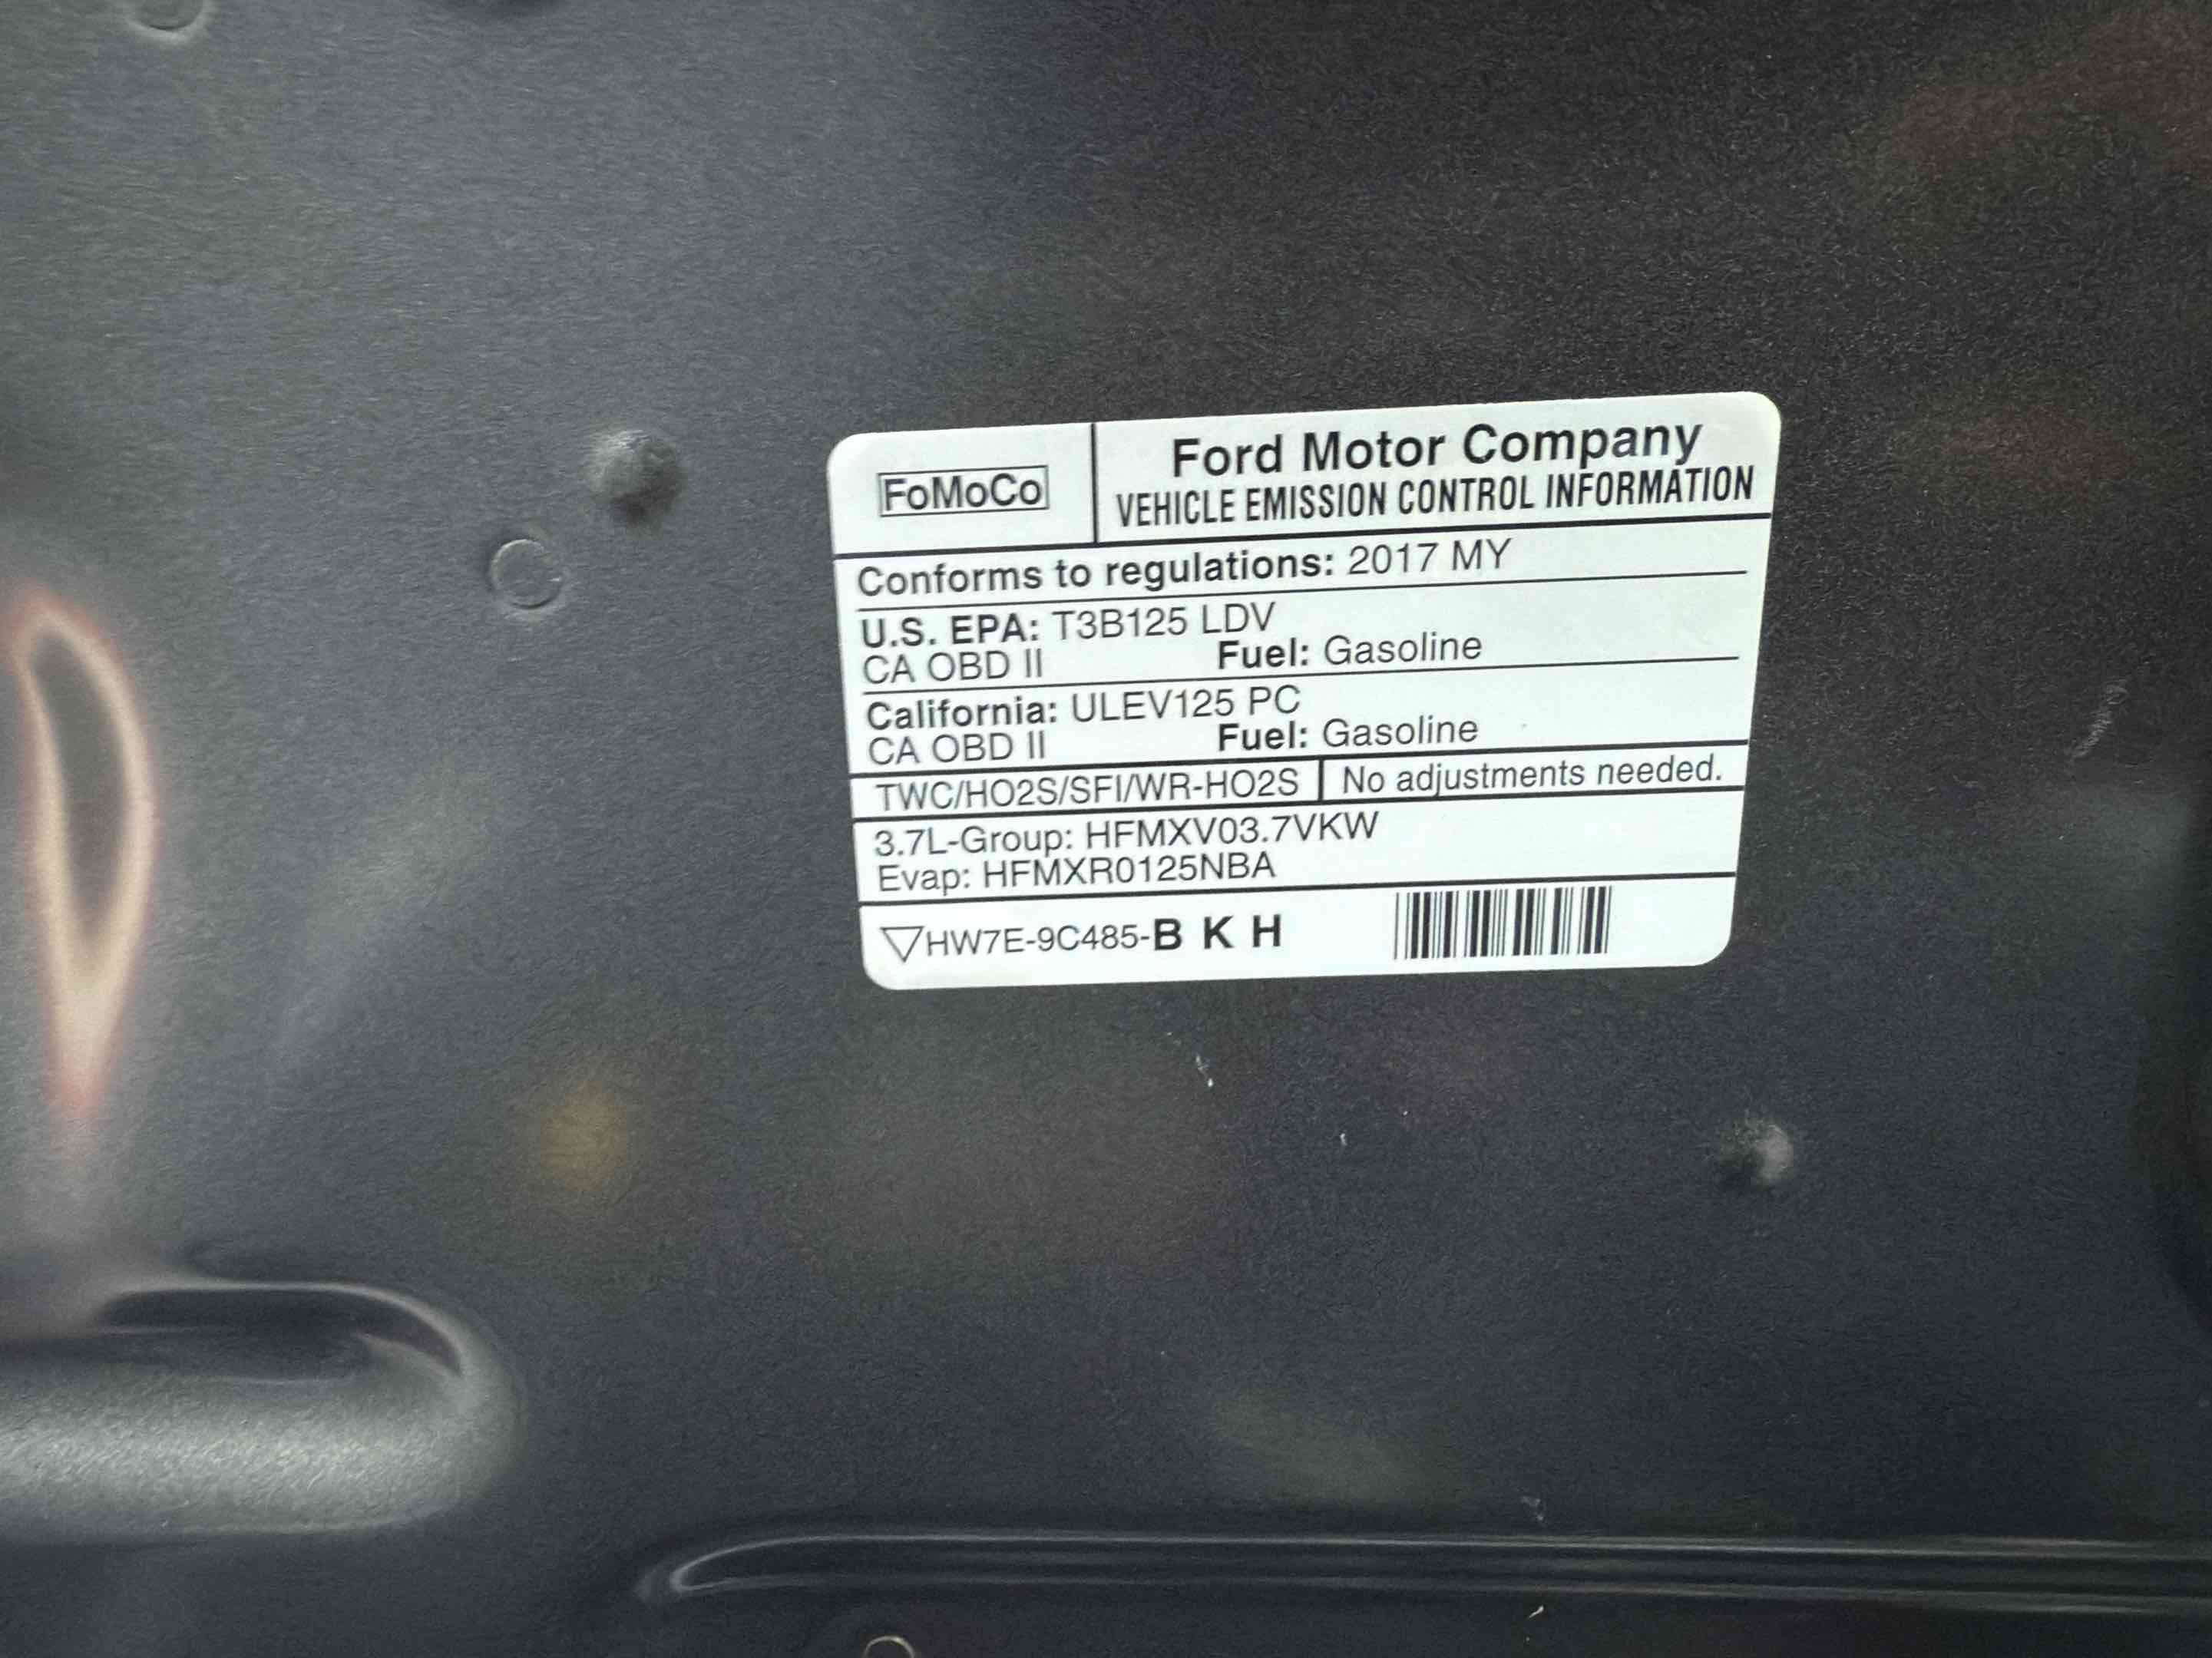 FoMoCo
Ford Motor Company
VEHICLE EMISSION CONTROL INFORMATION
Conforms to regulations: 2017 MY
U.S. EPA: T3B125 LDV
CA OBD II Fuel: Gasoline
California: ULEV125 PC
CA OBD II Fuel: Gasoline
TWC/HO2S/SFI/WR-HO2S No adjustments needed.
3.7L-Group: HFMXV03.7VKW
Evap: HFMXR0125NBA
▽HW7E-9C485-B K H